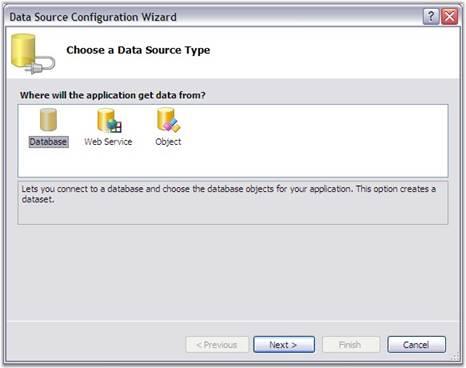 Data Source Configuration Wizard
Choose a Data Source Type
Where will the application get data from?
Database Web Service Object
Lets you connect to a database and choose the database objects for your application. This option creates a
dataset.
< Previous Next > Finish Cancel